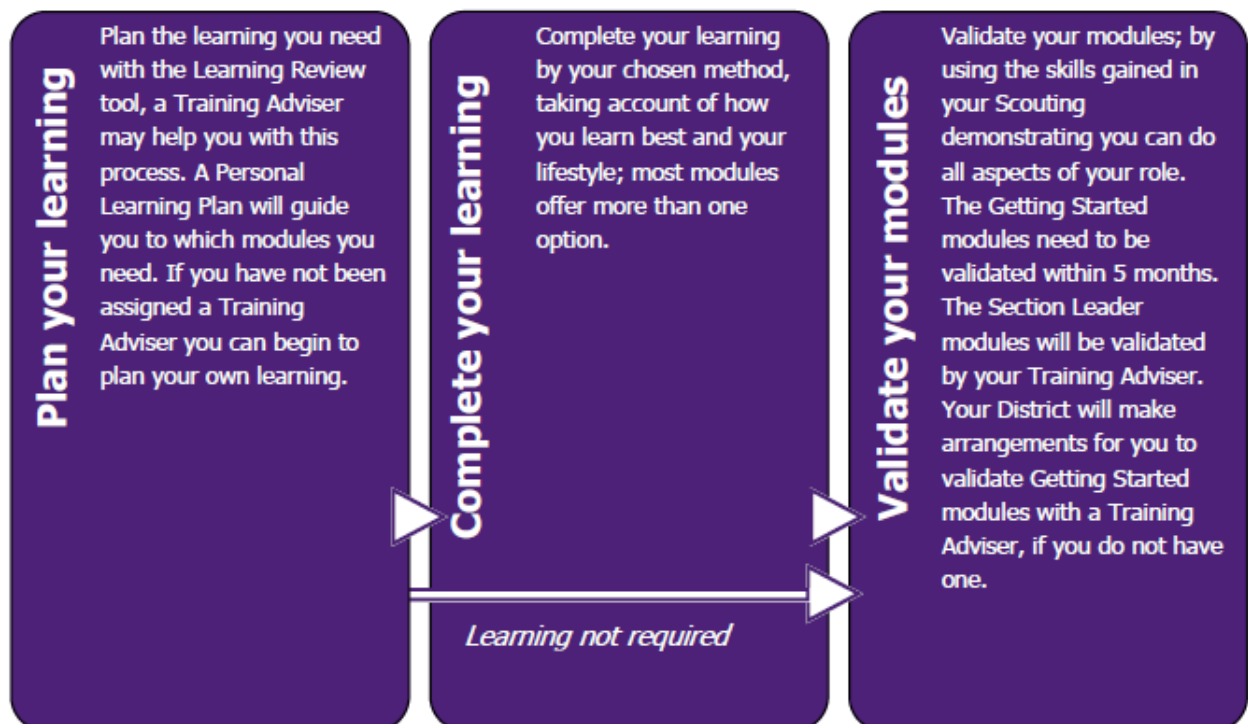 Plan your learning
Plan the learning you need
with the Learning Review
tool, a Training Adviser
may help you with this
process. A Personal
Learning Plan will guide
you to which modules you
need. If you have not been
assigned a Training
Adviser you can begin to
plan your own learning.
Complete your learning
Complete your learning
by your chosen method,
taking account of how
you learn best and your
lifestyle; most modules
offer more than one
option.
Learning not required
Validate your modules
Validate your modules; by
using the skills gained in
your Scouting
demonstrating you can do
all aspects of your role.
The Getting Started
modules need to be
validated within 5 months.
The Section Leader
modules will be validated
by your Training Adviser.
Your District will make
arrangements for you to
validate Getting Started
modules with a Training
Adviser, if you do not have
one.